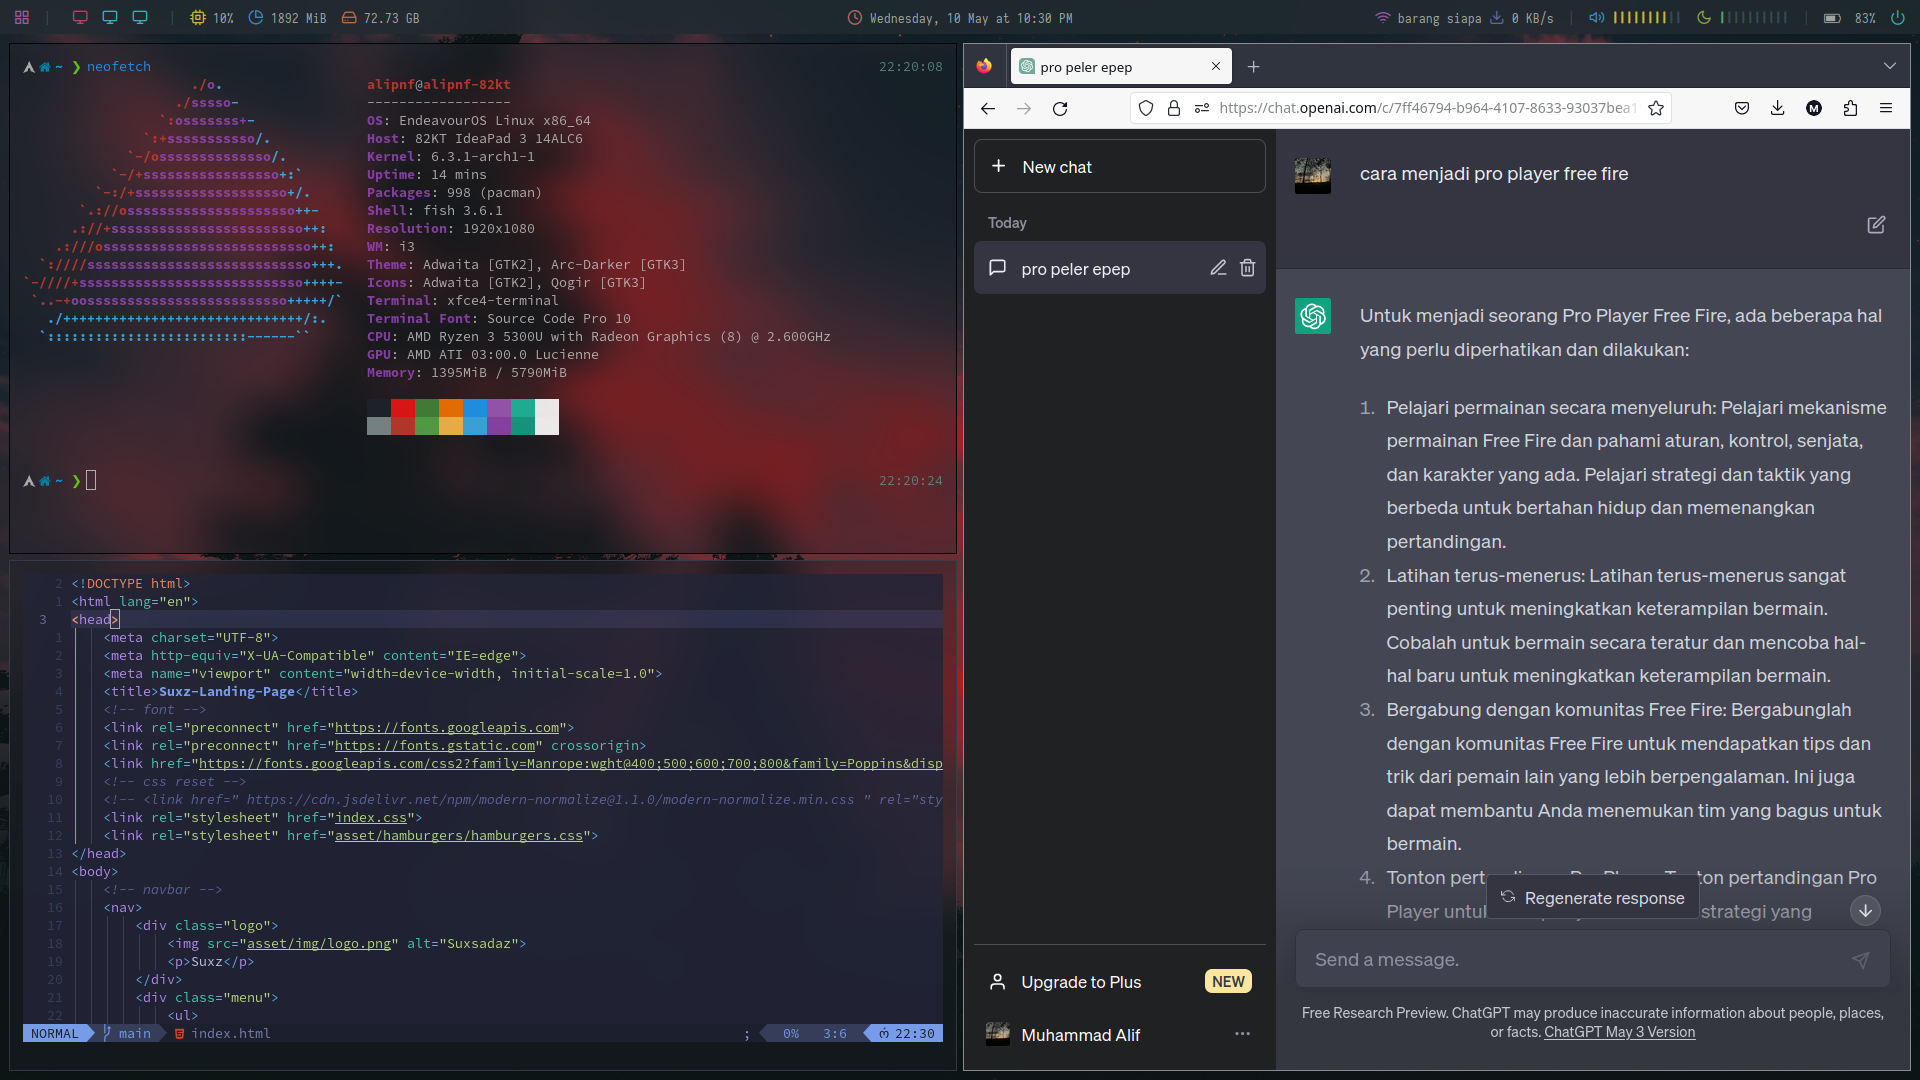 10%
1892 MiB
72.73 GB
Wednesday, 10 May at 10:30 PM
barang siapa
0 KB/s
83%
~ ❯ neofetch
22:20:08
alipnf@alipnf-82kt
------------------
OS: EndeavourOS Linux x86_64
Host: 82KT IdeaPad 3 14ALC6
Kernel: 6.3.1-arch1-1
Uptime: 14 mins
Packages: 998 (pacman)
Shell: fish 3.6.1
Resolution: 1920x1080
WM: i3
Theme: Adwaita [GTK2], Arc-Darker [GTK3]
Icons: Adwaita [GTK2], Qogir [GTK3]
Terminal: xfce4-terminal
Terminal Font: Source Code Pro 10
CPU: AMD Ryzen 3 5300U with Radeon Graphics (8) @ 2.600GHz
GPU: AMD ATI 03:00.0 Lucienne
Memory: 1395MiB / 5790MiB
~ ❯
22:20:24
2 <!DOCTYPE html>
1 <html lang="en">
3 <head>
1 <meta charset="UTF-8">
2 <meta http-equiv="X-UA-Compatible" content="IE=edge">
3 <meta name="viewport" content="width=device-width, initial-scale=1.0">
4 <title>Suxz-Landing-Page</title>
5 <!-- font -->
6 <link rel="preconnect" href="https://fonts.googleapis.com">
7 <link rel="preconnect" href="https://fonts.gstatic.com" crossorigin>
8 <link href="https://fonts.googleapis.com/css2?family=Manrope:wght@400;500;600;700;800&family=Poppins&disp
9 <!-- css reset -->
10 <!-- <link href=" https://cdn.jsdelivr.net/npm/modern-normalize@1.1.0/modern-normalize.min.css " rel="sty
11 <link rel="stylesheet" href="index.css">
12 <link rel="stylesheet" href="asset/hamburgers/hamburgers.css">
13 </head>
14 <body>
15 <!-- navbar -->
16 <nav>
17 <div class="logo">
18 <img src="asset/img/logo.png" alt="Suxsadaz">
19 <p>Suxz</p>
20 </div>
21 <div class="menu">
22 <ul>
NORMAL main index.html ; 0% 3:6 22:30
pro peler epep
https://chat.openai.com/c/7ff46794-b964-4107-8633-93037bea1
M
New chat
Today
pro peler epep
Upgrade to Plus
NEW
Muhammad Alif
cara menjadi pro player free fire
Untuk menjadi seorang Pro Player Free Fire, ada beberapa hal
yang perlu diperhatikan dan dilakukan:
1. Pelajari permainan secara menyeluruh: Pelajari mekanisme
permainan Free Fire dan pahami aturan, kontrol, senjata,
dan karakter yang ada. Pelajari strategi dan taktik yang
berbeda untuk bertahan hidup dan memenangkan
pertandingan.
2. Latihan terus-menerus: Latihan terus-menerus sangat
penting untuk meningkatkan keterampilan bermain.
Cobalah untuk bermain secara teratur dan mencoba hal-
hal baru untuk meningkatkan keterampilan bermain.
3. Bergabung dengan komunitas Free Fire: Bergabunglah
dengan komunitas Free Fire untuk mendapatkan tips dan
trik dari pemain lain yang lebih berpengalaman. Ini juga
dapat membantu Anda menemukan tim yang bagus untuk
bermain.
4. Tonton pertandingan Pro Player: Tonton pertandingan Pro
Player untuk strategi yang
Regenerate response
Send a message.
Free Research Preview. ChatGPT may produce inaccurate information about people, places,
or facts. ChatGPT May 3 Version